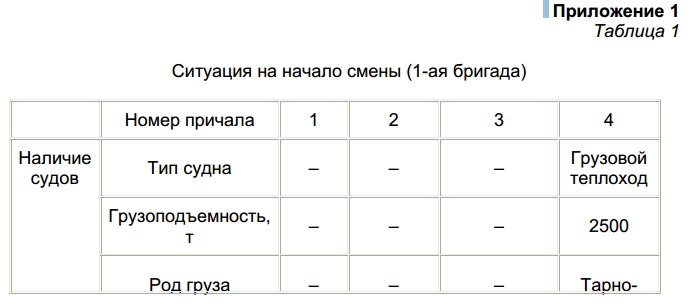 Приложение 1
Таблица 1
Ситуация на начало смены (1-ая бригада)
Номер причала 1 2 3 4
Наличие судов Тип судна – – – Грузовой теплоход
Грузоподъемность, т – – – 2500
Род груза – – – Тарно-